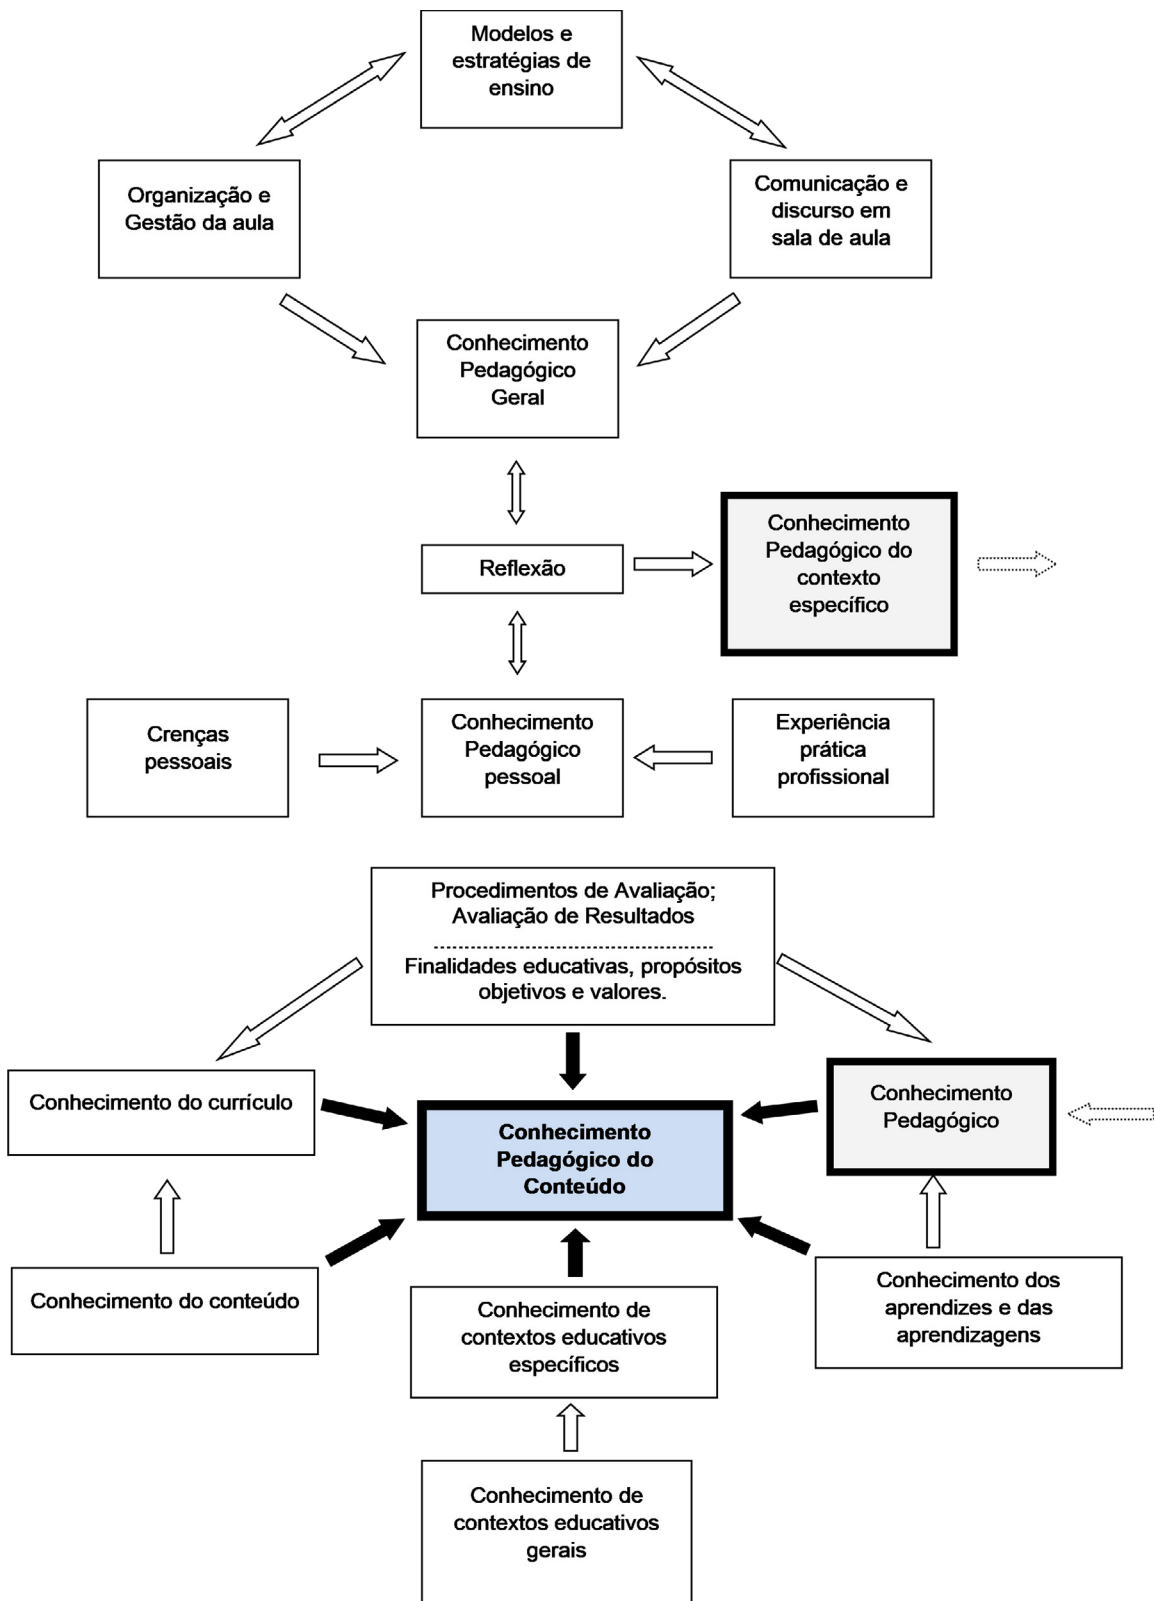 Modelos e
estratégias de
ensino
Organização e
Gestão da aula
Comunicação e
discurso em
sala de aula
Conhecimento
Pedagógico
Geral
Reflexão
Conhecimento
Pedagógico do
contexto
específico
Crenças
pessoais
Conhecimento
Pedagógico
pessoal
Experiência
prática
profissional
Procedimentos de Avaliação;
Avaliação de Resultados
Finalidades educativas, propósitos
objetivos e valores.
Conhecimento do currículo
Conhecimento
Pedagógico do
Conteúdo
Conhecimento
Pedagógico
Conhecimento do conteúdo
Conhecimento de
contextos educativos
específicos
Conhecimento dos
aprendizes e das
aprendizagens
Conhecimento de
contextos educativos
gerais